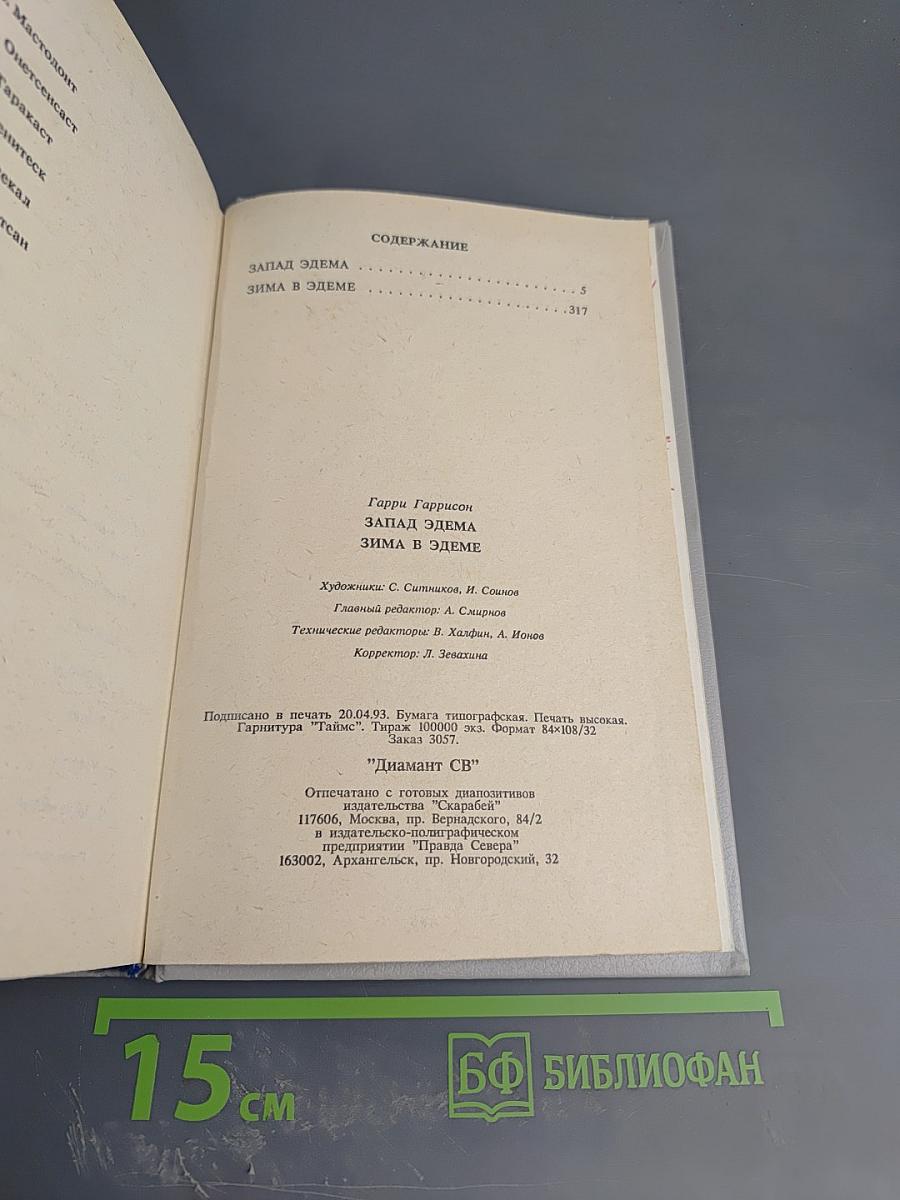 Мастодонт
Онетсенсаст
СОДЕРЖАНИЕ
ЗАПАД ЭДЕМА . . . . . . . . . . . . . . . . . . . . . . . 5
ЗИМА В ЭДЕМЕ . . . . . . . . . . . . . . . . . . . . .317
Гарри Гаррисон
ЗАПАД ЭДЕМА
ЗИМА В ЭДЕМЕ
Художники: С. Ситников, И. Соинов
Главный редактор: А. Смирнов
Технические редакторы: В. Халфин, А. Ионов
Корректор: Л. Зевахина
Подписано в печать 20.04.93. Бумага типографская. Печать высокая.
Гарнитура "Таймс". Тираж 100000 экз. Формат 84×108/32
Заказ 3057.
"Диамант СВ"
Отпечатано с готовых диапозитивов
издательства "Скарабей"
117606, Москва, пр. Вернадского, 84/2
в издательско-полиграфическом
предприятии "Правда Севера"
163002, Архангельск, пр. Новгородский, 32
15 см
БФ БИБЛИОФАН